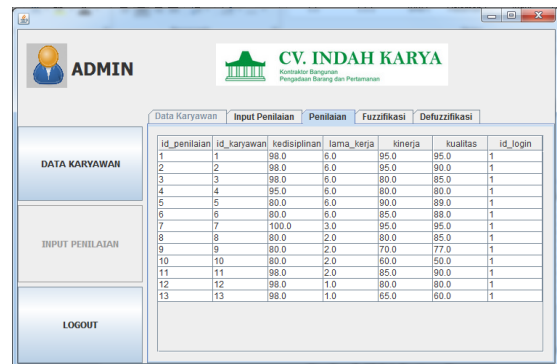 ADMIN
CV. INDAH KARYA
Kontraktor Bangunan
Pengadaan Barang dan Pertamanan
Data Karyawan Input Penilaian Penilaian Fuzzifikasi Defuzzifikasi
DATA KARYAWAN
INPUT PENILAIAN
LOGOUT
id_penilaian id_karyawan kedisiplinan lama_kerja kinerja kualitas id_login
1 1 98.0 6.0 95.0 95.0 1
2 2 98.0 6.0 90.0 90.0 1
3 3 98.0 6.0 80.0 85.0 1
4 4 95.0 6.0 80.0 80.0 1
5 5 80.0 6.0 90.0 89.0 1
6 6 80.0 6.0 85.0 88.0 1
7 7 100.0 3.0 95.0 95.0 1
8 8 80.0 2.0 80.0 85.0 1
9 9 80.0 2.0 70.0 77.0 1
10 10 80.0 2.0 60.0 50.0 1
11 11 98.0 2.0 85.0 90.0 1
12 12 98.0 1.0 80.0 80.0 1
13 13 98.0 1.0 65.0 60.0 1